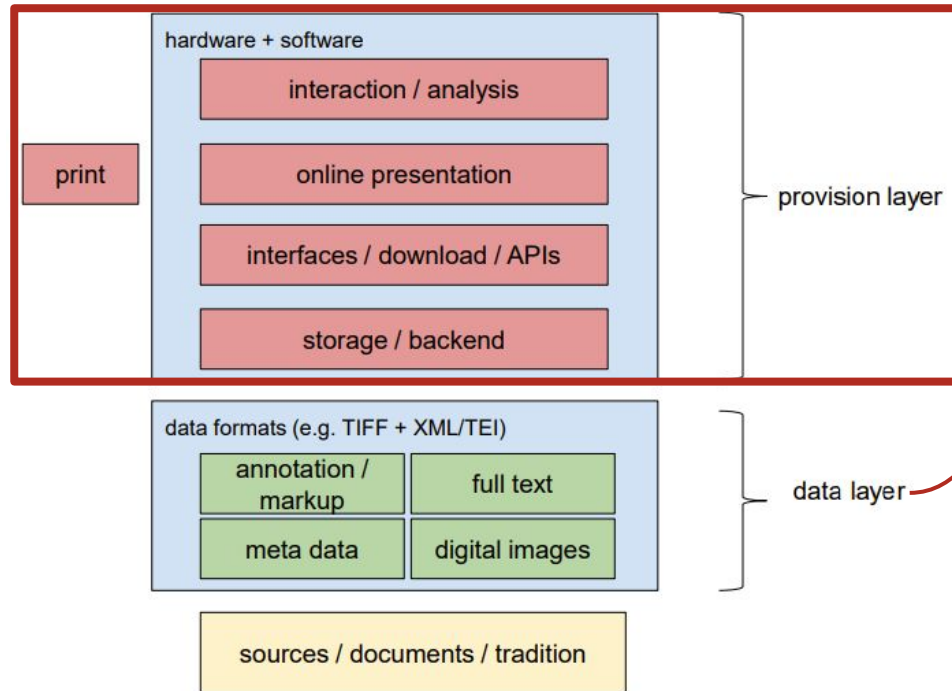 hardware + software
interaction / analysis
print
online presentation
provision layer
interfaces / download / APIs
storage / backend
data formats (e.g. TIFF + XML/TEI)
annotation /
markup
full text
data layer
meta data
digital images
sources / documents / tradition